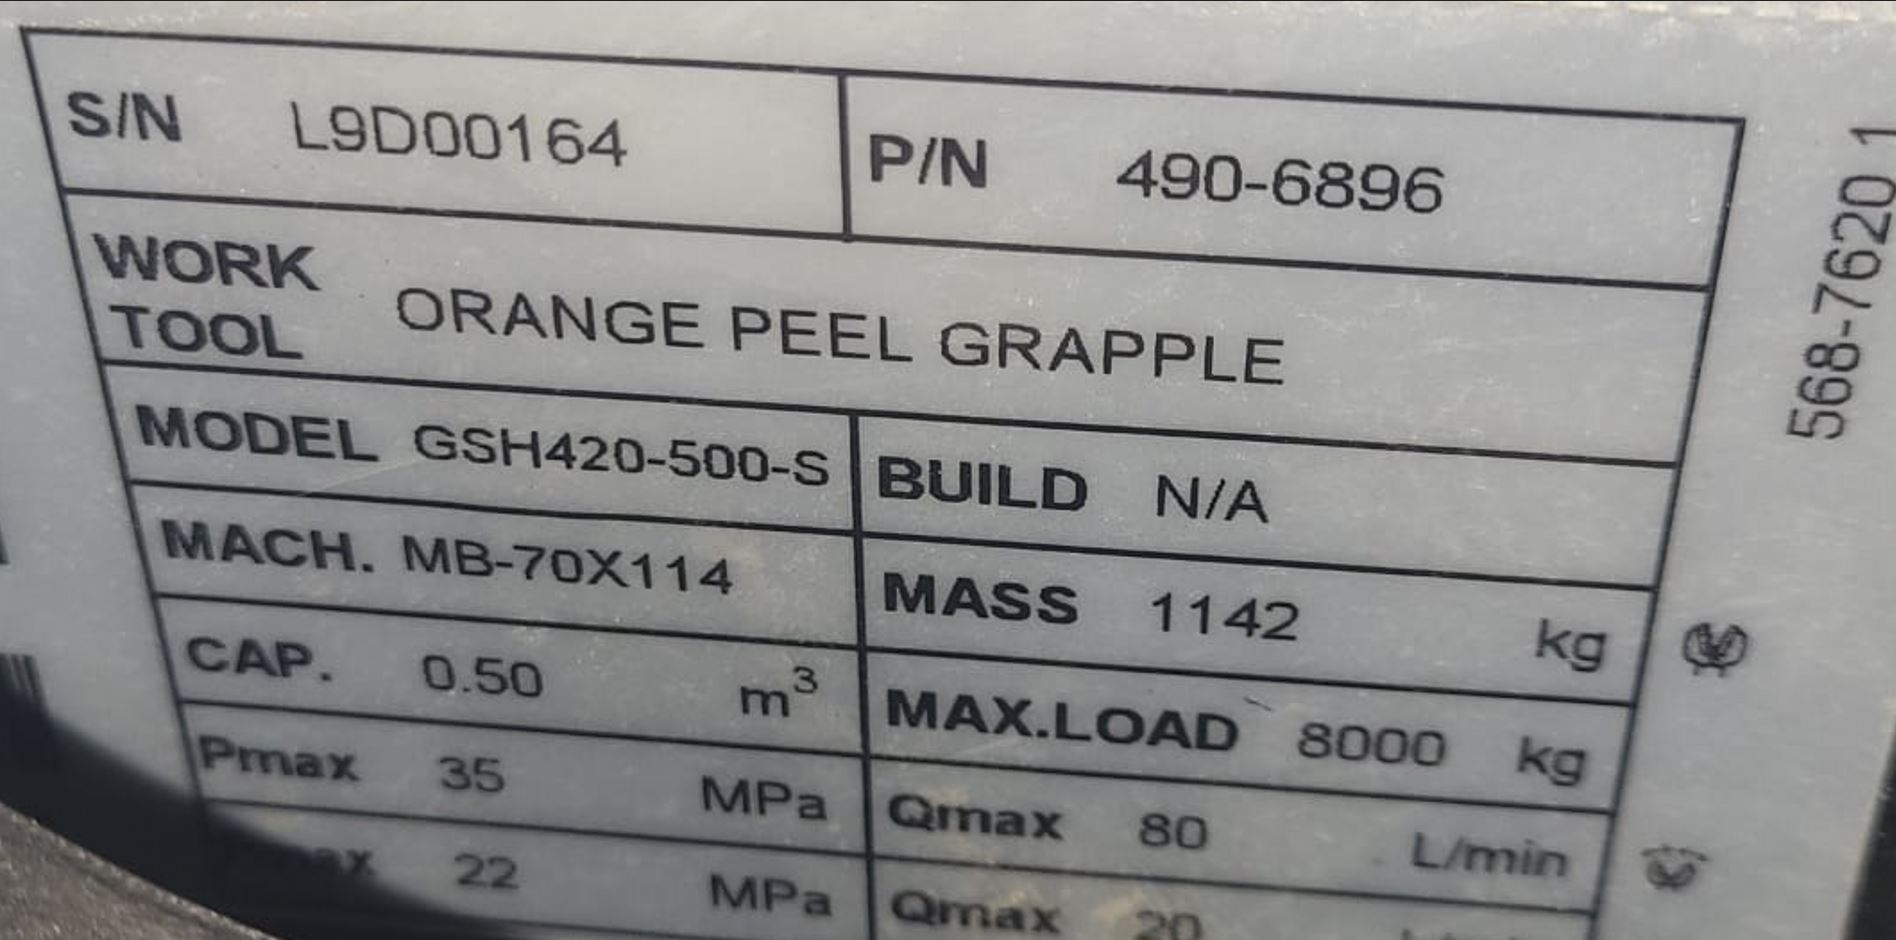 S/N L9D00164 P/N 490-6896
WORK TOOL ORANGE PEEL GRAPPLE
MODEL GSH420-500-S BUILD N/A
MACH. MB-70X114 MASS 1142 kg
CAP. 0.50 m³ MAX.LOAD 8000 kg
Pmax 35 MPa Qmax 80 L/min
22 MPa Qmax 20
568-7620 1